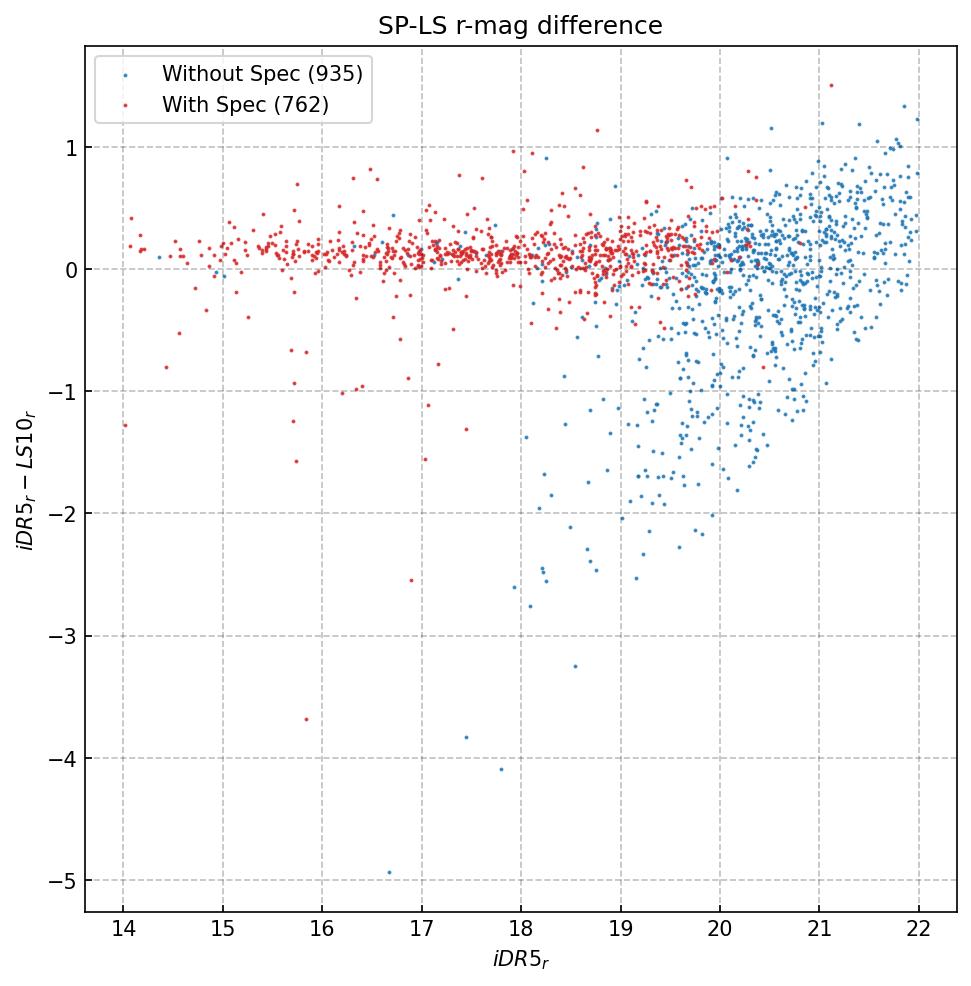 SP-LS r-mag difference
Without Spec (935)
With Spec (762)
1
0
−1
−2
−3
−4
−5
iDR5r − LS10r
14 15 16 17 18 19 20 21 22
iDR5r